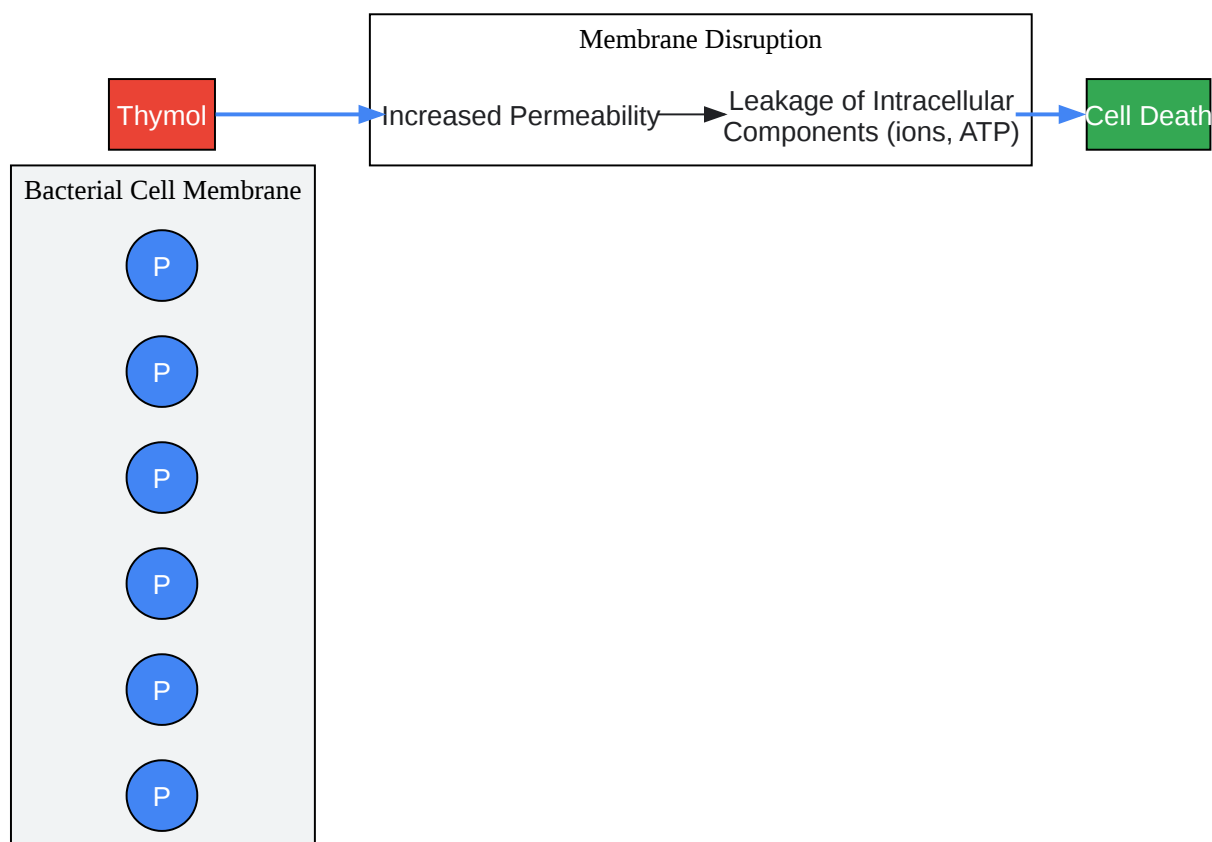 Membrane Disruption
Thymol
Increased Permeability
Leakage of Intracellular
Components (ions, ATP)
Cell Death
Bacterial Cell Membrane
P
P
P
P
P
P